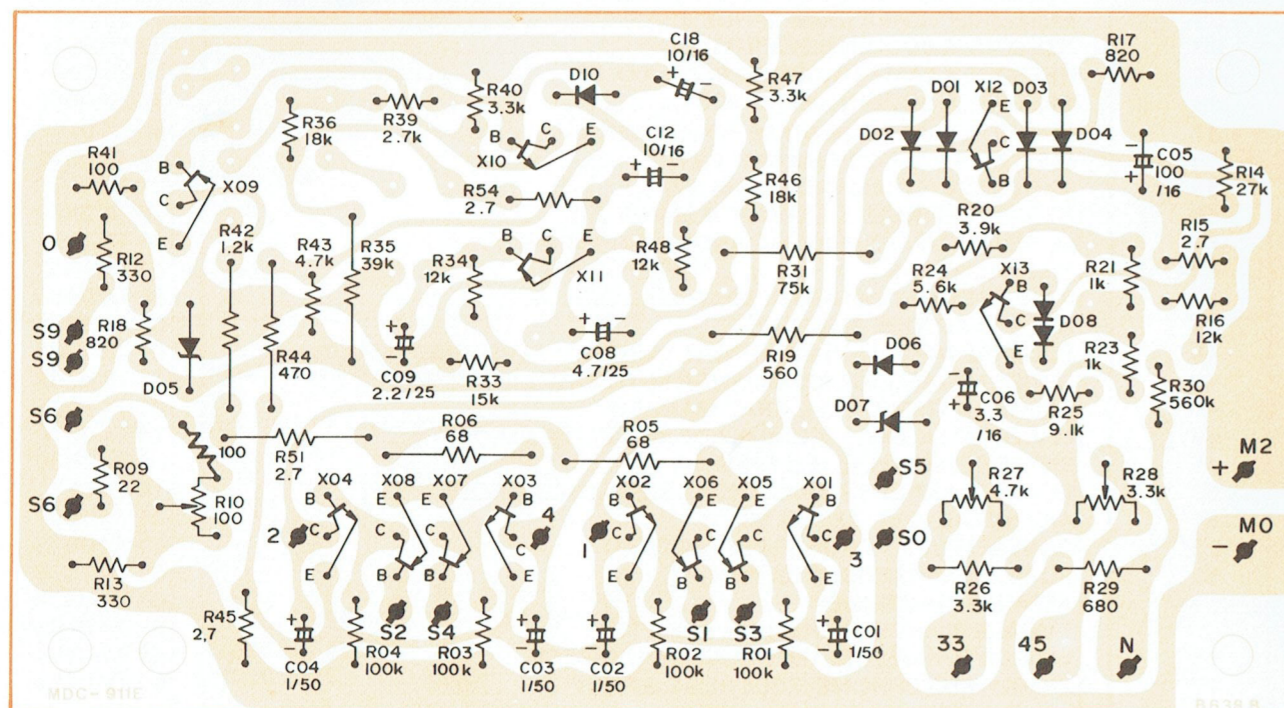 C18
10/16
R17
820
D10
R40
3.3k
R47
3.3k
R39
2.7k
R36
18k
D01
X12
D03
E
D02
C
B
D04
C05
100
/16
R14
27k
B
C
E
X10
C12
10/16
R41
100
B
C
E
X09
R54
2.7
R46
18k
R20
3.9k
R15
2.7
O
R12
330
R42
1.2k
R43
4.7k
R35
39k
R34
12k
B
C
E
X11
R48
12k
R31
75k
R24
5.6k
X13
B
C
E
R21
1k
R16
12k
S9
S9
R18
820
D05
R44
470
C09
2.2/25
R33
15k
C08
4.7/25
R19
560
D06
D08
R23
1k
R30
560k
D07
C06
3.3
/16
R25
9.1k
S6
100
R51
2.7
R06
68
R05
68
R09
22
S6
R10
100
X04
X08
X07
X03
X02
X06
X05
X01
B
E
E
B
B
E
E
B
C
C
C
C
C
C
C
C
E
B
B
E
E
B
B
E
2
4
1
3
S5
S0
R27
4.7k
R28
3.3k
+
M2
-
M0
R13
330
R26
3.3k
R29
680
R45
2,7
C04
1/50
R04
100k
S2
S4
R03
100k
C03
1/50
C02
1/50
R02
100k
S1
S3
R01
100k
C01
1/50
33
45
N
MDC-911E